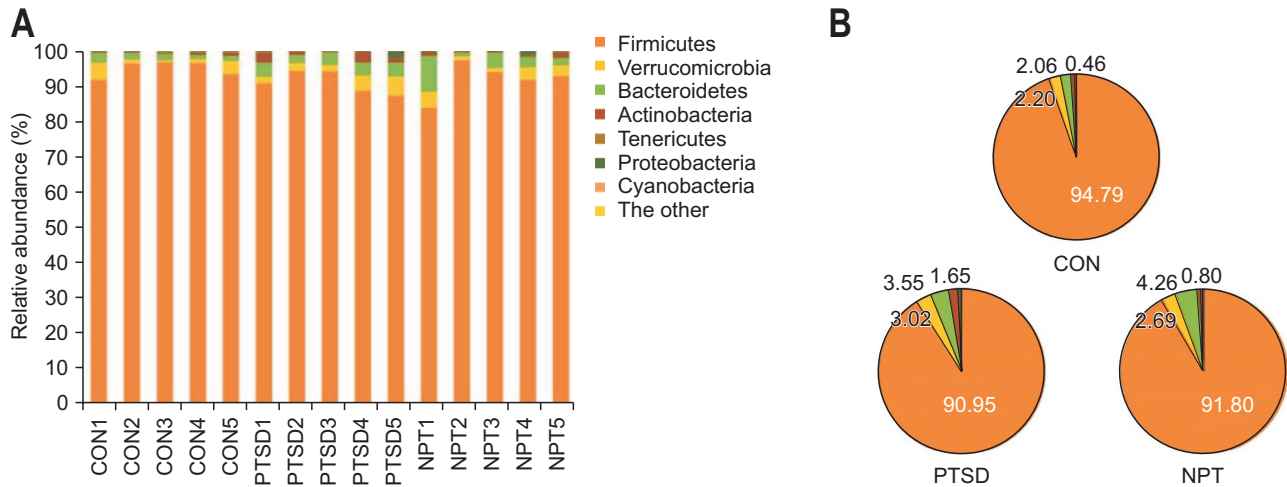 A
Relative abundance (%)
100
90
80
70
60
50
40
30
20
10
0
CON1
CON2
CON3
CON4
CON5
PTSD1
PTSD2
PTSD3
PTSD4
PTSD5
NPT1
NPT2
NPT3
NPT4
NPT5
Firmicutes
Verrucomicrobia
Bacteroidetes
Actinobacteria
Tenericutes
Proteobacteria
Cyanobacteria
The other
B
2.06 0.46
2.20
94.79
CON
3.55 1.65
3.02
90.95
PTSD
4.26 0.80
2.69
91.80
NPT